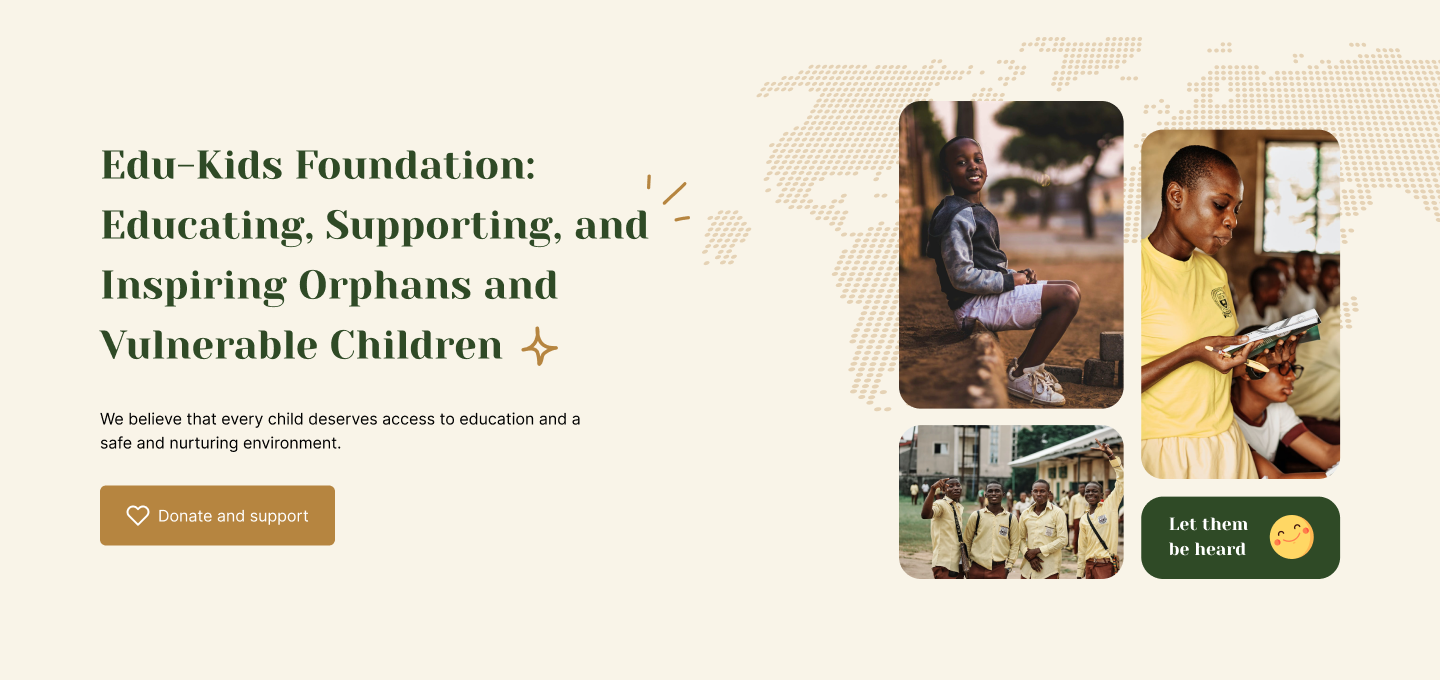 Edu-Kids Foundation:
Educating, Supporting, and
Inspiring Orphans and
Vulnerable Children
We believe that every child deserves access to education and a
safe and nurturing environment.
Donate and support
Let them
be heard